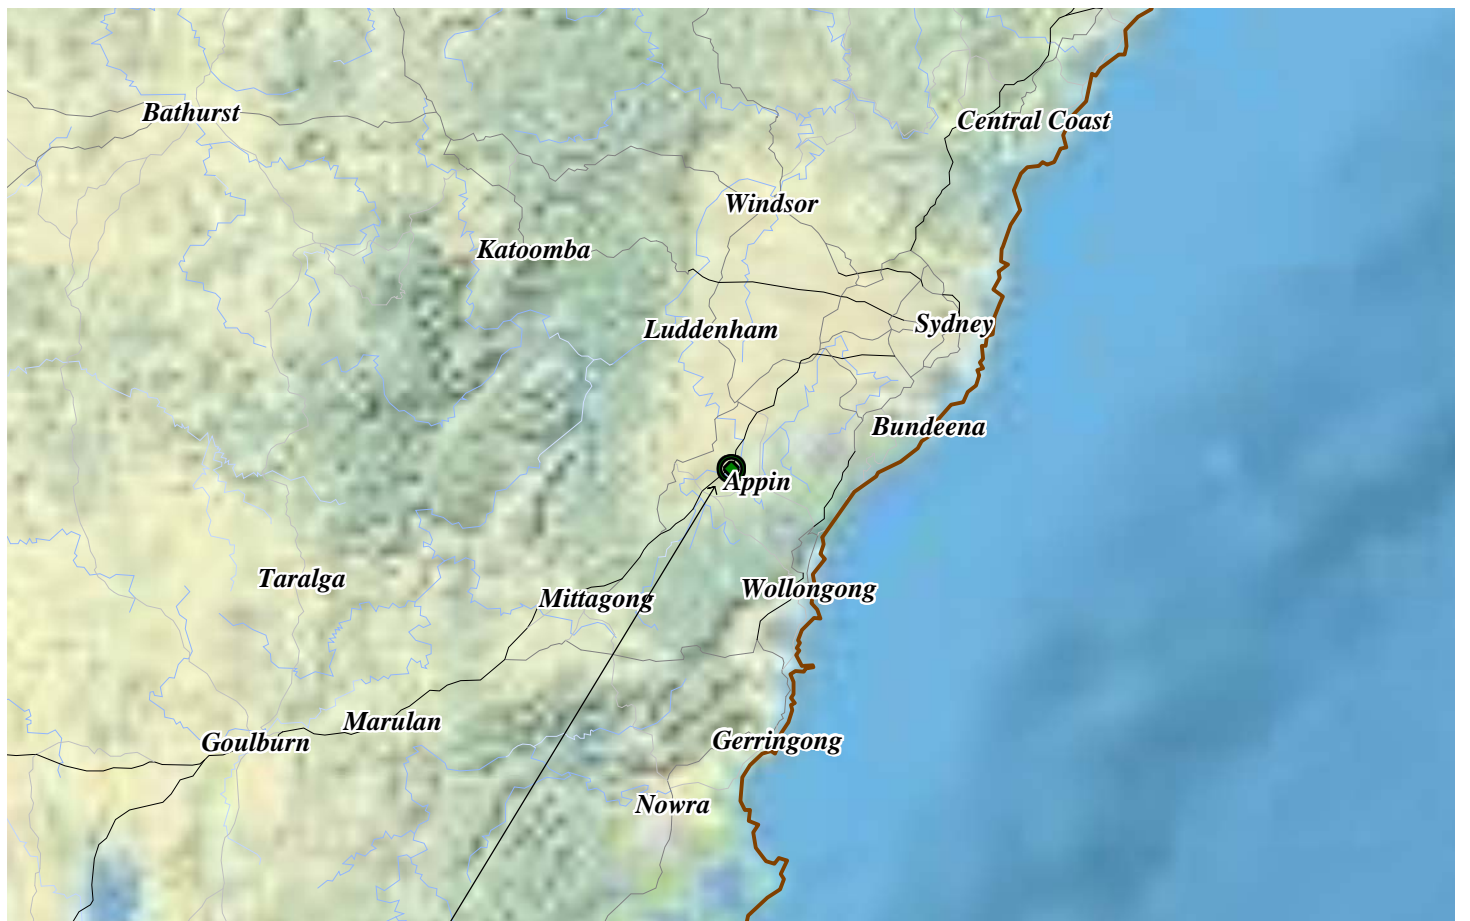 Bathurst
Central Coast
Windsor
Katoomba
Luddenham
Sydney
Bundeena
Appin
Taralga
Mittagong
Wollongong
Marulan
Goulburn
Gerringong
Nowra